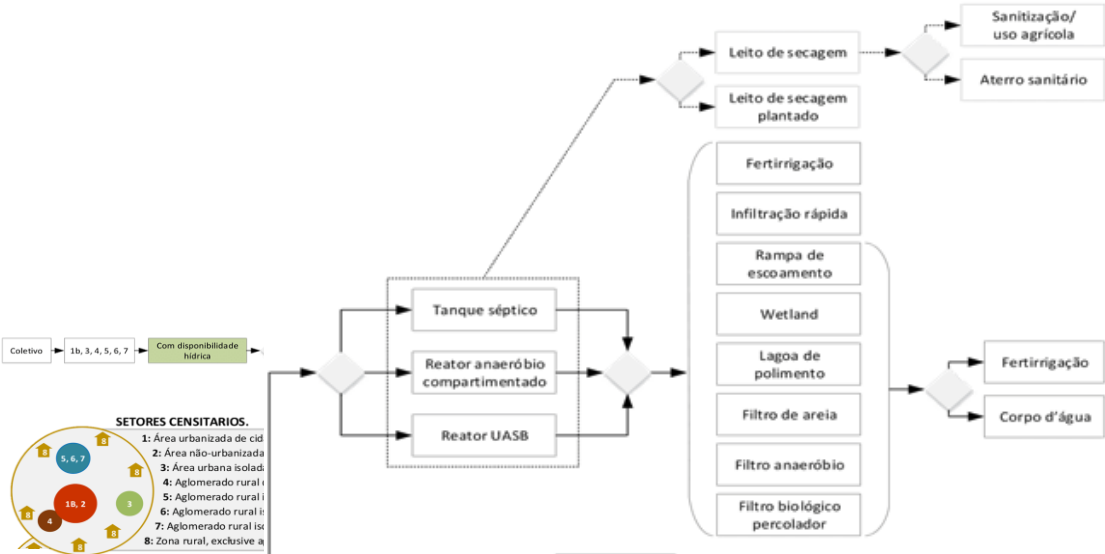 Sanitização/
uso agrícola
Leito de secagem
Aterro sanitário
Leito de secagem
plantado
Fertirrigação
Infiltração rápida
Rampa de
escoamento
Wetland
Lagoa de
polimento
Filtro de areia
Filtro anaeróbio
Filtro biológico
percolador
Tanque séptico
Reator anaeróbio
compartimentado
Reator UASB
Fertirrigação
Corpo d'água
Coletivo
1b, 3, 4, 5, 6, 7
Com disponibilidade
hídrica
SETORES CENSITARIOS.
1: Área urbanizada de
2: Área não-urbanizada
3: Área urbana
4: Aglomerado rural
5: Aglomerado rural
6: Aglomerado rural
7: Aglomerado rural
8: Zona rural, exclusive
8
8
5, 6, 7
8
8
1B, 2
3
4
8
8
8